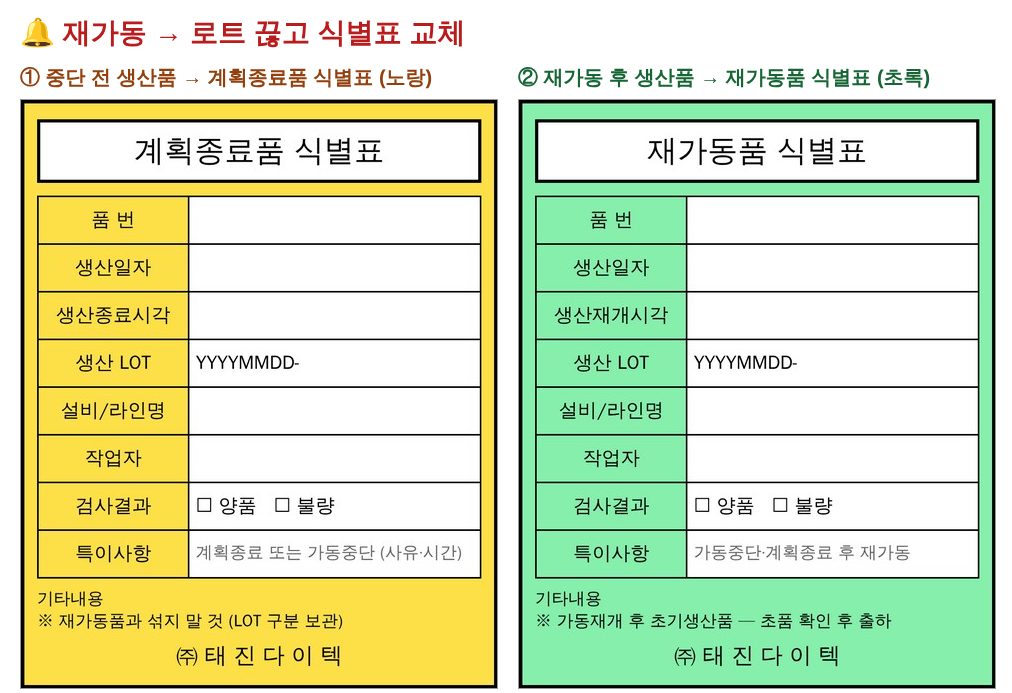 🔔 재가동 → 로트 끊고 식별표 교체
① 중단 전 생산품 → 계획종료품 식별표 (노랑)
계획종료품 식별표
품 번
생산일자
생산종료시각
생산 LOT YYYYMMDD-
설비/라인명
작업자
검사결과 ☐ 양품 ☐ 불량
특이사항 계획종료 또는 가동중단 (사유·시간)
기타내용
※ 재가동품과 섞지 말 것 (LOT 구분 보관)
㈜ 태 진 다 이 텍
② 재가동 후 생산품 → 재가동품 식별표 (초록)
재가동품 식별표
품 번
생산일자
생산재개시각
생산 LOT YYYYMMDD-
설비/라인명
작업자
검사결과 ☐ 양품 ☐ 불량
특이사항 가동중단·계획종료 후 재가동
기타내용
※ 가동재개 후 초기생산품 — 초품 확인 후 출하
㈜ 태 진 다 이 텍